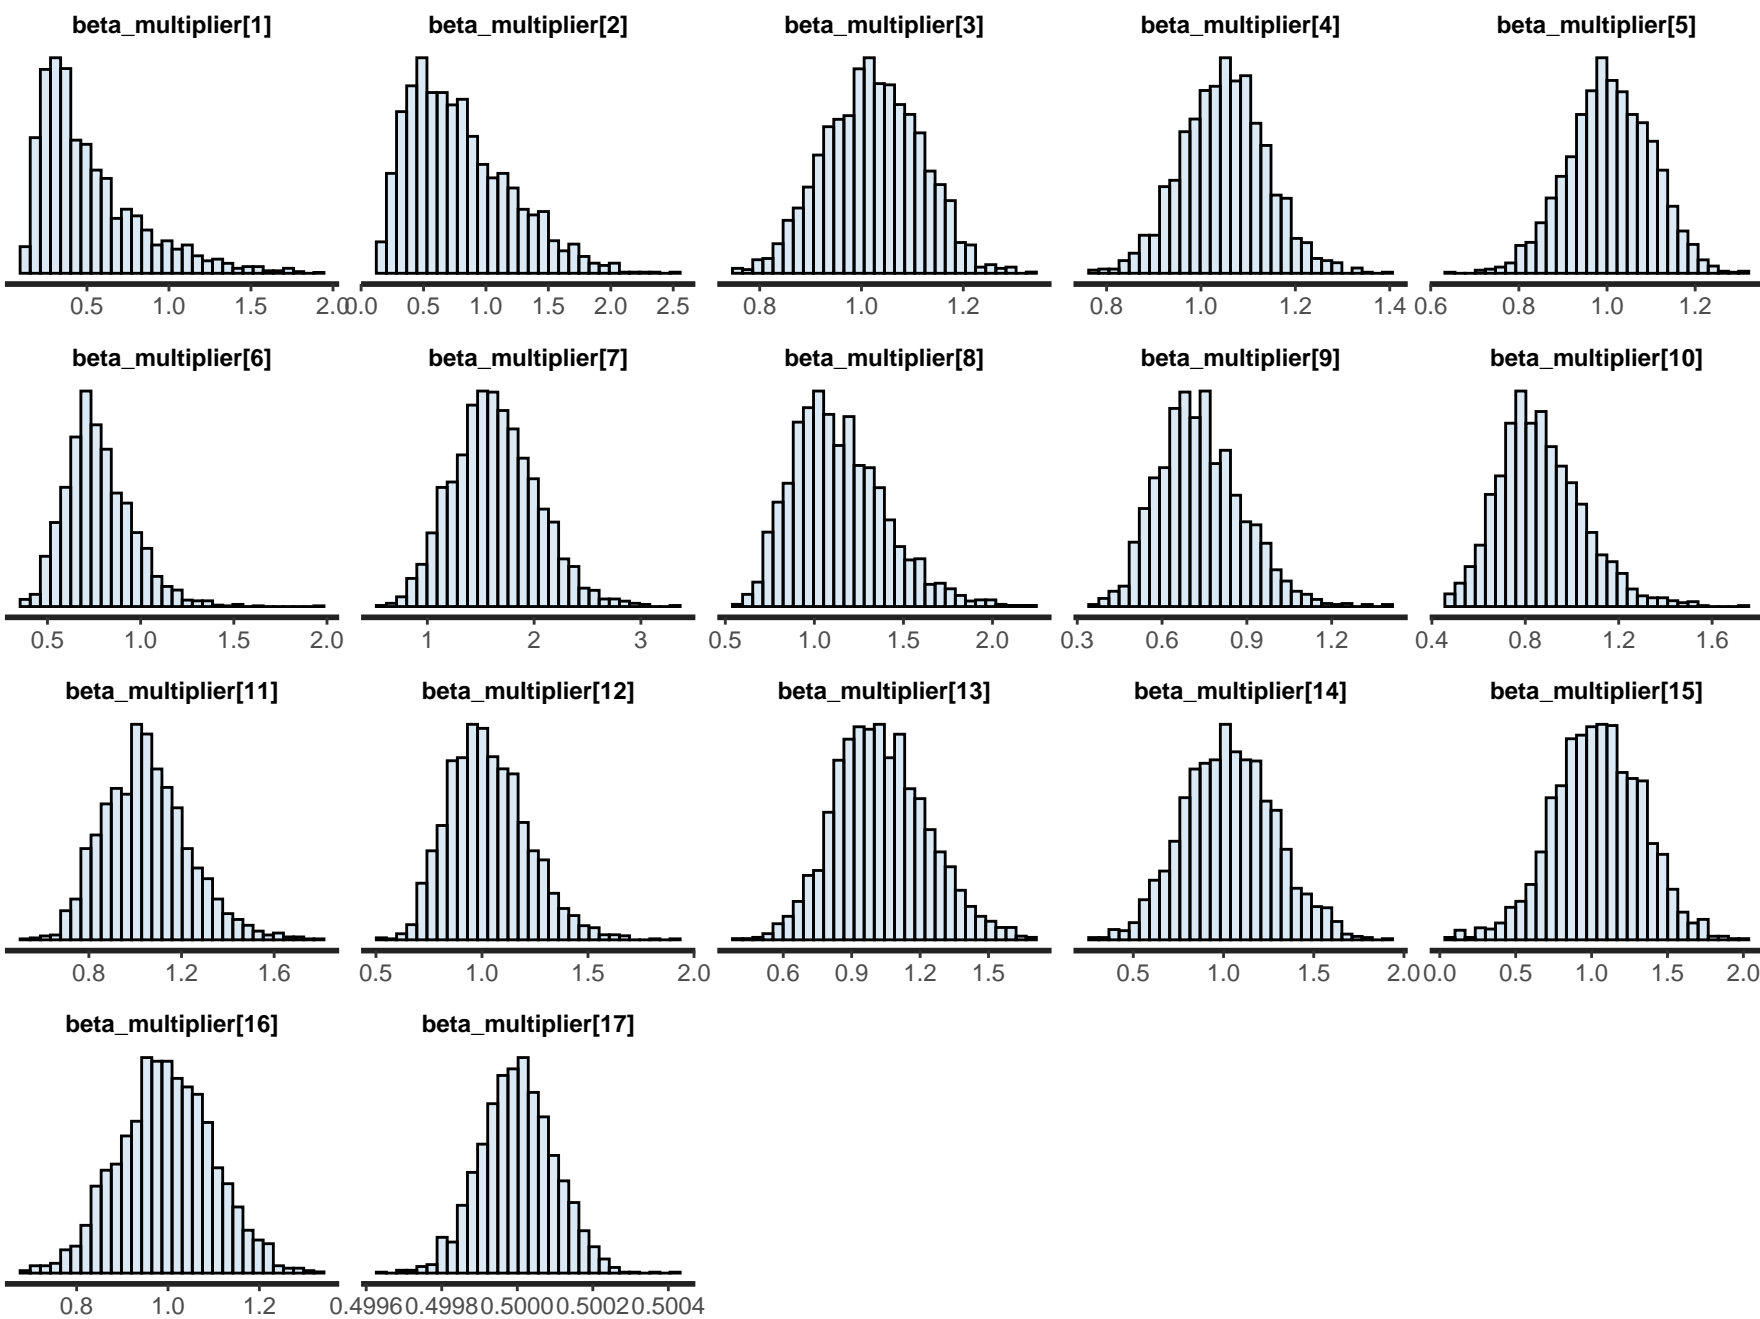 beta_multiplier[1] beta_multiplier[2] beta_multiplier[3] beta_multiplier[4] beta_multiplier[5]
0.5 1.0 1.5 2.0 0.0 0.5 1.0 1.5 2.0 2.5 0.8 1.0 1.2 0.8 1.0 1.2 1.4 0.6 0.8 1.0 1.2
beta_multiplier[6] beta_multiplier[7] beta_multiplier[8] beta_multiplier[9] beta_multiplier[10]
0.5 1.0 1.5 2.0 1 2 3 0.5 1.0 1.5 2.0 0.3 0.6 0.9 1.2 0.4 0.8 1.2 1.6
beta_multiplier[11] beta_multiplier[12] beta_multiplier[13] beta_multiplier[14] beta_multiplier[15]
0.8 1.2 1.6 0.5 1.0 1.5 2.0 0.6 0.9 1.2 1.5 0.5 1.0 1.5 2.0 0.0 0.5 1.0 1.5 2.0
beta_multiplier[16] beta_multiplier[17]
0.8 1.0 1.2 0.4996 0.4998 0.5000 0.5002 0.5004